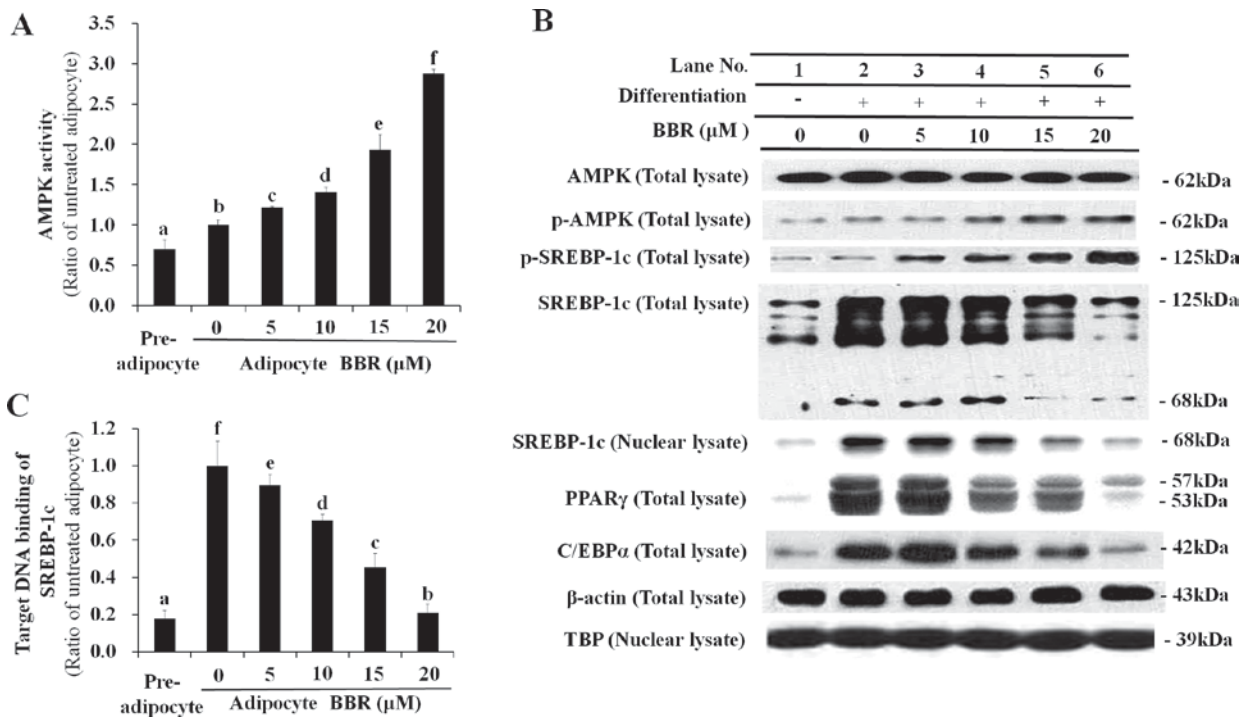 A
AMPK activity
(Ratio of untreated adipocyte)
3.5
3.0
2.5
2.0
1.5
1.0
0.5
0.0
a
b
c
d
e
f
0 5 10 15 20
Pre-
adipocyte
Adipocyte BBR (μM)
B
Lane No. 1 2 3 4 5 6
Differentiation - + + + + +
BBR (μM ) 0 0 5 10 15 20
AMPK (Total lysate) - 62kDa
p-AMPK (Total lysate) - 62kDa
p-SREBP-1c (Total lysate) - 125kDa
SREBP-1c (Total lysate) - 125kDa
- 68kDa
SREBP-1c (Nuclear lysate) - 68kDa
- 57kDa
PPARγ (Total lysate) - 53kDa
C/EBPα (Total lysate) - 42kDa
β-actin (Total lysate) - 43kDa
TBP (Nuclear lysate) - 39kDa
C
Target DNA binding of
SREBP-1c
(Ratio of untreated adipocyte)
1.2
1.0
0.8
0.6
0.4
0.2
0.0
a
f
e
d
c
b
0 5 10 15 20
Pre-
adipocyte
Adipocyte BBR (μM)